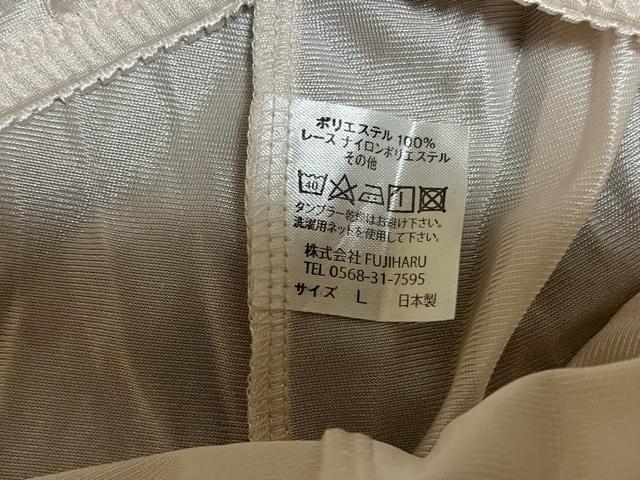 ポリエステル 100%
レース ナイロンポリエステル
その他
40
タンブラー乾燥はお避け下さい。
洗濯用ネットを使用して下さい。
株式会社 FUJIHARU
TEL 0568-31-7595
サイズ L 日本製